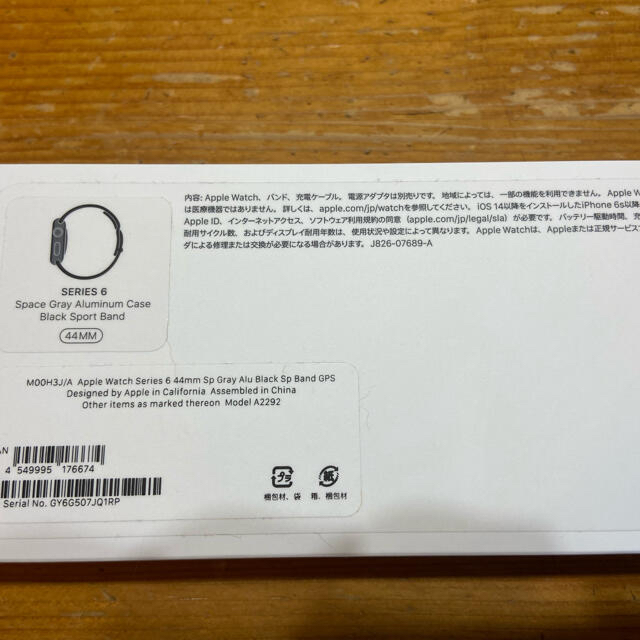 内容: Apple Watch、バンド、充電ケーブル。電源アダプタは別売りです。地域によっては、一部の機能を利用できません。Apple W
は医療機器ではありません。詳しくは、apple.com/jp/watchを参照してください。iOS 14以降をインストールしたiPhone 6s以降
Apple ID、インターネットアクセス、ソフトウェア利用規約の同意 (apple.com/jp/legal/sla) が必要です。バッテリー駆動時間、充
耐用サイクル数、およびディスプレイ耐用年数は、使用状況や設定によって異なります。Apple Watchは、Appleまたは正規サービス
ダによる修理または交換が必要になる場合があります。J826-07689-A
SERIES 6
Space Gray Aluminum Case
Black Sport Band
44MM
M00H3J/A Apple Watch Series 6 44mm Sp Gray Alu Black Sp Band GPS
Designed by Apple in California Assembled in China
Other items as marked thereon Model A2292
AN
4 549995 176674
Serial No. GY6G507JQ1RP
プラ
紙
梱包材、袋 箱、梱包材